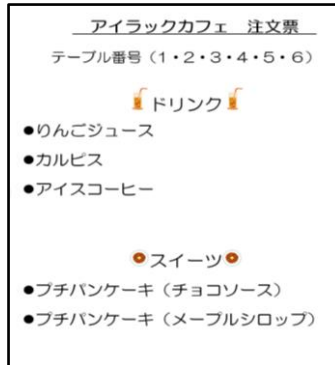 アイラックカフェ 注文票
テーブル番号（1・2・3・4・5・6）
ドリンク
●りんごジュース
●カルピス
●アイスコーヒー
スイーツ
●プチパンケーキ（チョコソース）
●プチパンケーキ（メープルシロップ）